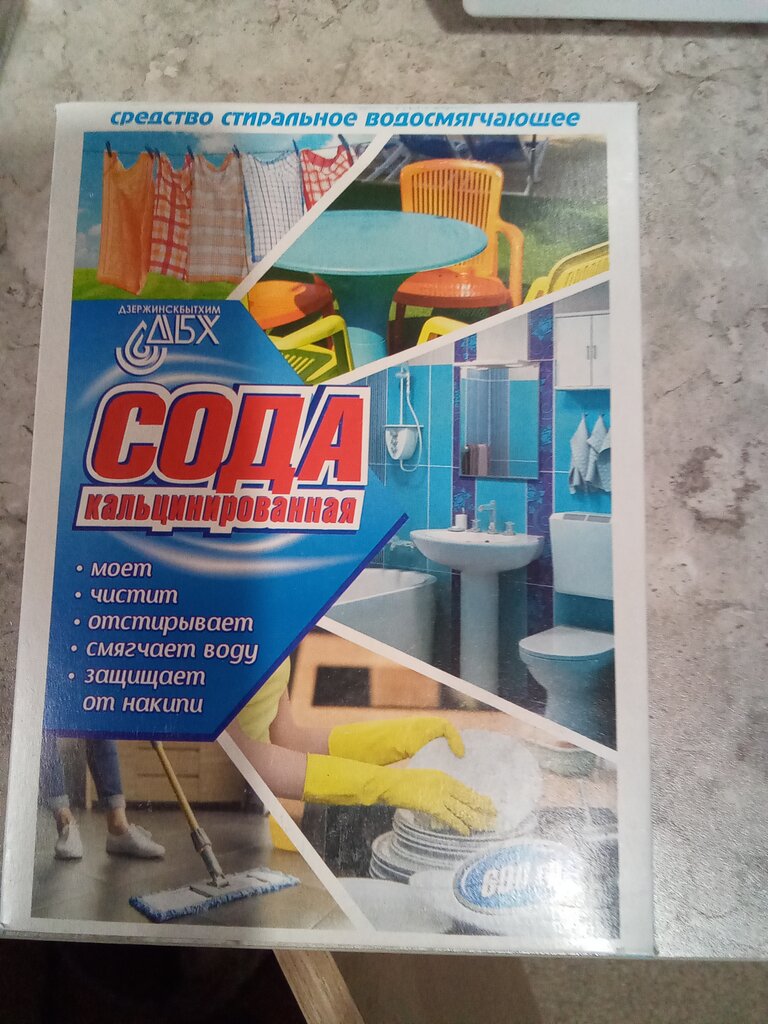 средство стиральное водосмягчающее
ДЗЕРЖИНСКБЫТХИМ
ДБХ
СОДА
кальцинированная
• моет
• чистит
• отстирывает
• смягчает воду
• защищает
от накипи